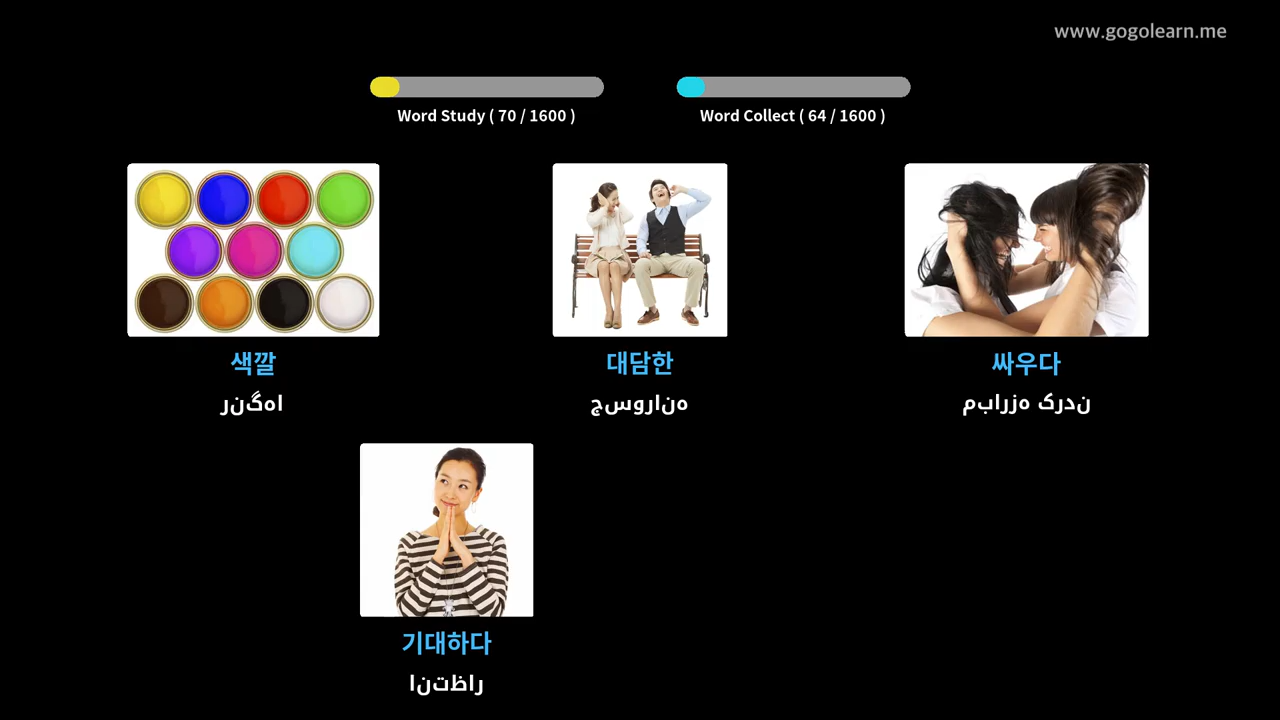 www.gogolearn.me
Word Study ( 70 / 1600 )
Word Collect ( 64 / 1600 )
색깔
رنگها
대담한
جسورانه
싸우다
مبارزه کردن
기대하다
انتظار